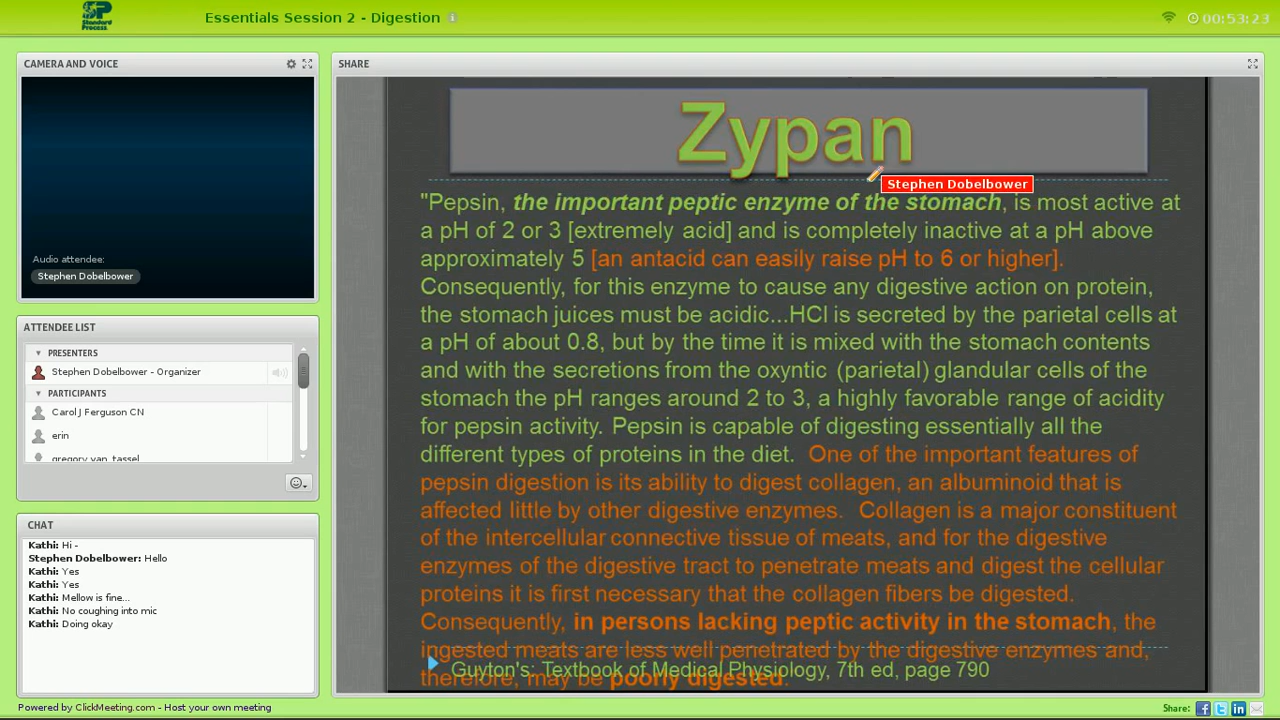 SP
Standard
Process
Essentials Session 2 - Digestion
00:53:23
CAMERA AND VOICE
Audio attendee:
Stephen Dobelbower
ATTENDEE LIST
PRESENTERS
Stephen Dobelbower - Organizer
PARTICIPANTS
Carol J Ferguson CN
erin
gregory van_tassel
CHAT
Kathi: Hi -
Stephen Dobelbower: Hello
Kathi: Yes
Kathi: Yes
Kathi: Mellow is fine...
Kathi: No coughing into mic
Kathi: Doing okay
SHARE
Zypan
Stephen Dobelbower
"Pepsin, the important peptic enzyme of the stomach, is most active at
a pH of 2 or 3 [extremely acid] and is completely inactive at a pH above
approximately 5 [an antacid can easily raise pH to 6 or higher].
Consequently, for this enzyme to cause any digestive action on protein,
the stomach juices must be acidic...HCl is secreted by the parietal cells at
a pH of about 0.8, but by the time it is mixed with the stomach contents
and with the secretions from the oxyntic (parietal) glandular cells of the
stomach the pH ranges around 2 to 3, a highly favorable range of acidity
for pepsin activity. Pepsin is capable of digesting essentially all the
different types of proteins in the diet. One of the important features of
pepsin digestion is its ability to digest collagen, an albuminoid that is
affected little by other digestive enzymes. Collagen is a major constituent
of the intercellular connective tissue of meats, and for the digestive
enzymes of the digestive tract to penetrate meats and digest the cellular
proteins it is first necessary that the collagen fibers be digested.
Consequently, in persons lacking peptic activity in the stomach, the
ingested meats are less well penetrated by the digestive enzymes and,
therefore, may be poorly digested.
Guyton's: Textbook of Medical Physiology, 7th ed, page 790
Powered by ClickMeeting.com - Host your own meeting
Share: